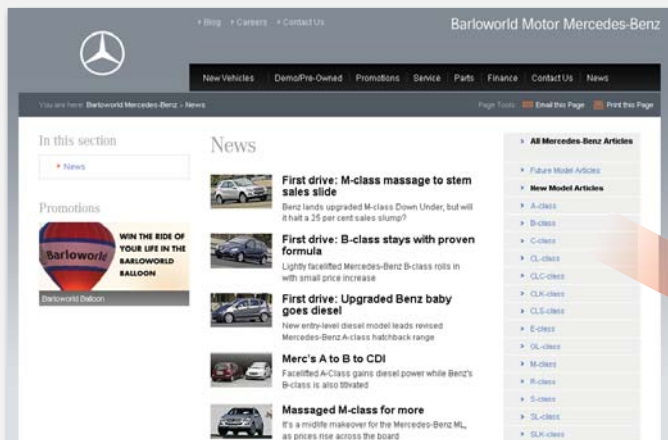 Blog Careers Contact Us
Barloworld Motor Mercedes-Benz
New Vehicles Demo/Pre-Owned Promotions Service Parts Finance Contact Us News
You are here: Barloworld Mercedes-Benz > News
Page Tools: Email this Page Print this Page
In this section
News
Promotions
Barloworld
WIN THE RIDE OF
YOUR LIFE IN THE
BARLOWORLD
BALLOON
Barloworld Balloon
News
First drive: M-class massage to stem
sales slide
Benz lands upgraded M-class Down Under, but will
it halt a 25 per cent sales slump?
First drive: B-class stays with proven
formula
Lightly facelifted Mercedes-Benz B-class rolls in
with small price increase
First drive: Upgraded Benz baby
goes diesel
New entry-level diesel model leads revised
Mercedes-Benz A-class hatchback range
Merc's A to B to CDI
Facelifted A-Class gains diesel power while Benz's
B-class is also titivated
Massaged M-class for more
It's a midlife makeover for the Mercedes-Benz ML,
as prices rise across the board
All Mercedes-Benz Articles
Future Model Articles
New Model Articles
A-class
B-class
C-class
CL-class
CLC-class
CLK-class
CLS-class
E-class
GL-class
M-class
R-class
S-class
SL-class
SLK-class